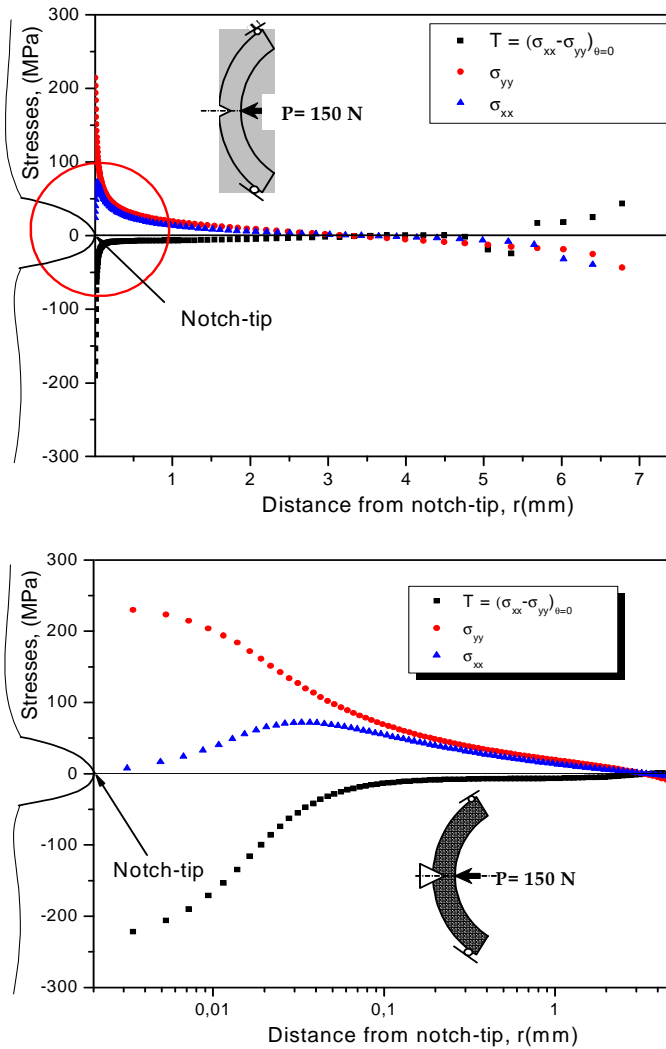 300
200
100
0
-100
-200
-300
Stresses, (MPa)
T = (σxx-σyy)θ=0
σyy
σxx
P= 150 N
Notch-tip
1 2 3 4 5 6 7
Distance from notch-tip, r(mm)
300
200
100
0
-100
-200
-300
Stresses, (MPa)
T = (σxx-σyy)θ=0
σyy
σxx
Notch-tip
P= 150 N
0,01 0,1 1
Distance from notch-tip, r(mm)